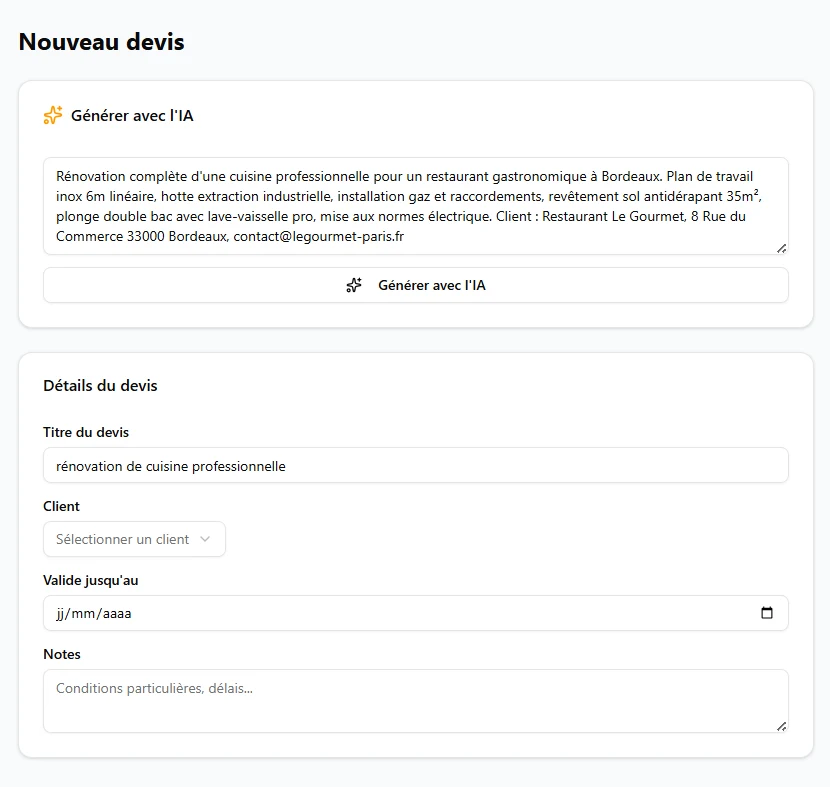 Nouveau devis
Générer avec l'IA
Rénovation complète d'une cuisine professionnelle pour un restaurant gastronomique à Bordeaux. Plan de travail
inox 6m linéaire, hotte extraction industrielle, installation gaz et raccordements, revêtement sol antidérapant 35m²,
plonge double bac avec lave-vaisselle pro, mise aux normes électrique. Client : Restaurant Le Gourmet, 8 Rue du
Commerce 33000 Bordeaux, contact@legourmet-paris.fr
Générer avec l'IA
Détails du devis
Titre du devis
rénovation de cuisine professionnelle
Client
Sélectionner un client
Valide jusqu'au
jj/mm/aaaa
Notes
Conditions particulières, délais...